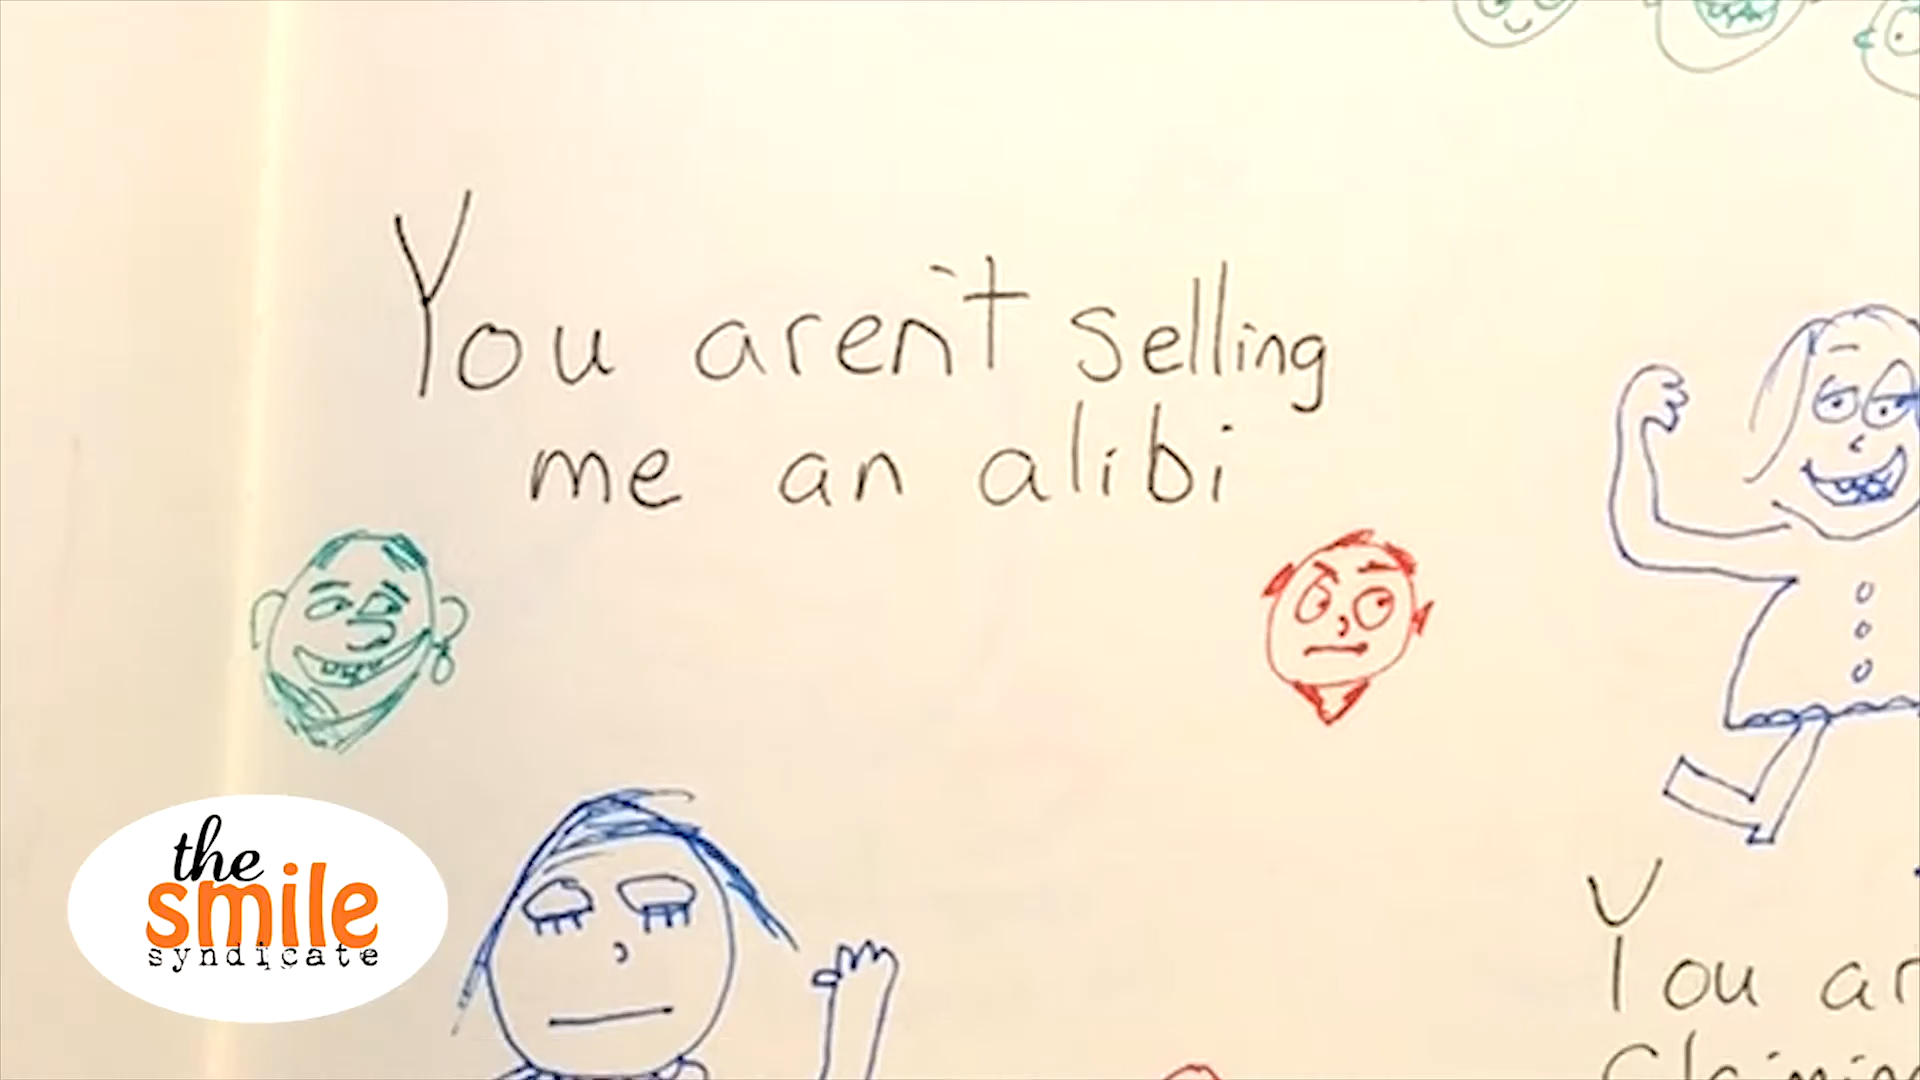 You aren't selling
me an alibi
the
smile
syndicate
You